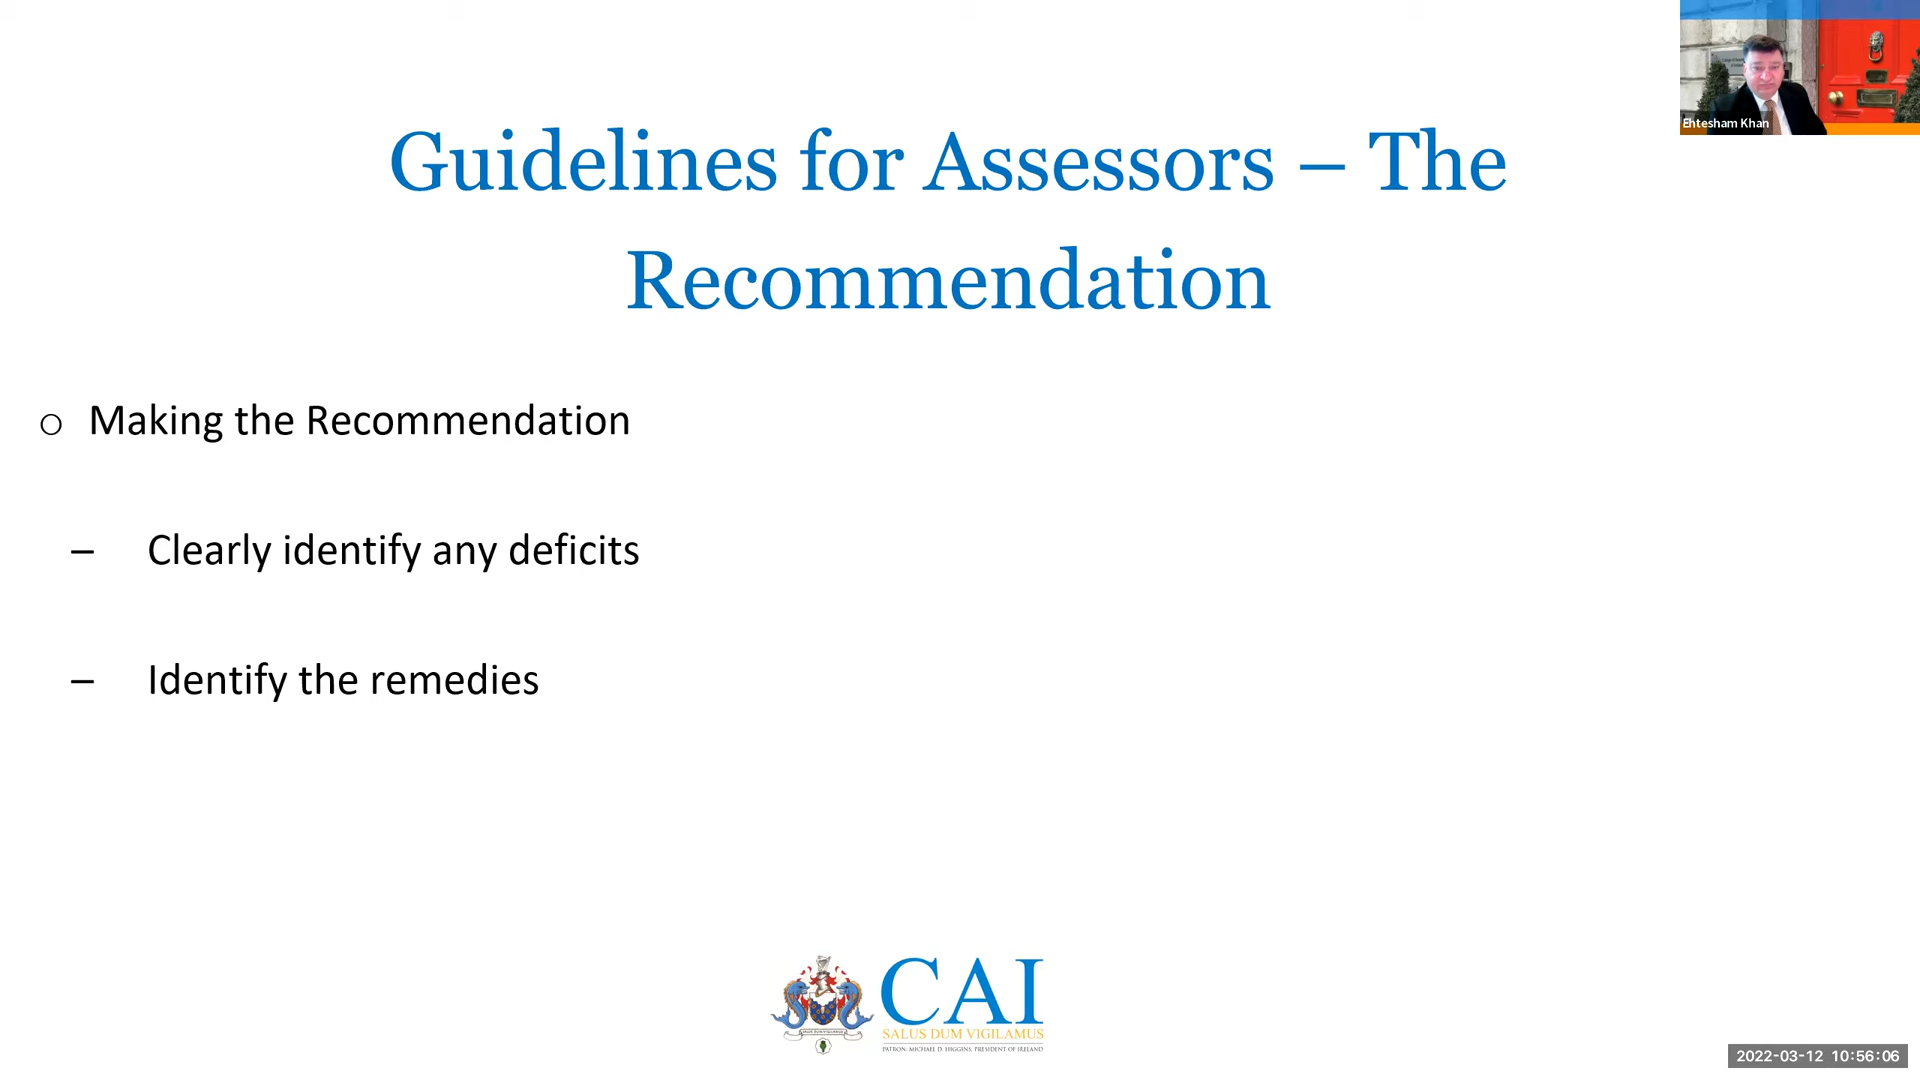 Guidelines for Assessors – The
Recommendation
Ehtesham Khan
○ Making the Recommendation
– Clearly identify any deficits
– Identify the remedies
CAI
SALUS DUM VIGILAMUS
PATRON: MICHAEL D. HIGGINS, PRESIDENT OF IRELAND
2022-03-12 10:56:06